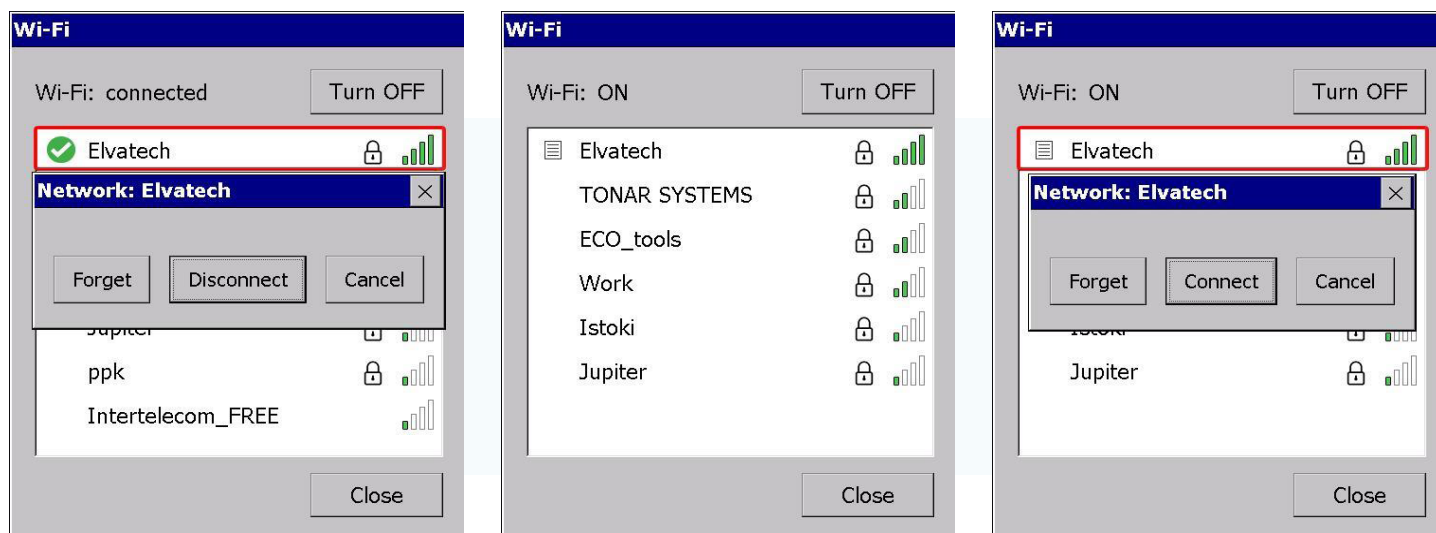 Wi-Fi
Wi-Fi: connected
Turn OFF
Elvatech
Network: Elvatech
Forget
Disconnect
Cancel
Jupiter
ppk
Intertelecom_FREE
Close
Wi-Fi
Wi-Fi: ON
Turn OFF
Elvatech
TONAR SYSTEMS
ECO_tools
Work
Istoki
Jupiter
Close
Wi-Fi
Wi-Fi: ON
Turn OFF
Elvatech
Network: Elvatech
Forget
Connect
Cancel
Istoki
Jupiter
Close